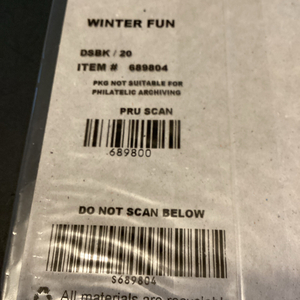 WINTER FUN
DSBK / 20
ITEM # 689804
PKG NOT SUITABLE FOR
PHILATELIC ARCHIVING
PRU SCAN
689800
DO NOT SCAN BELOW
S689804
All materials are recyclable